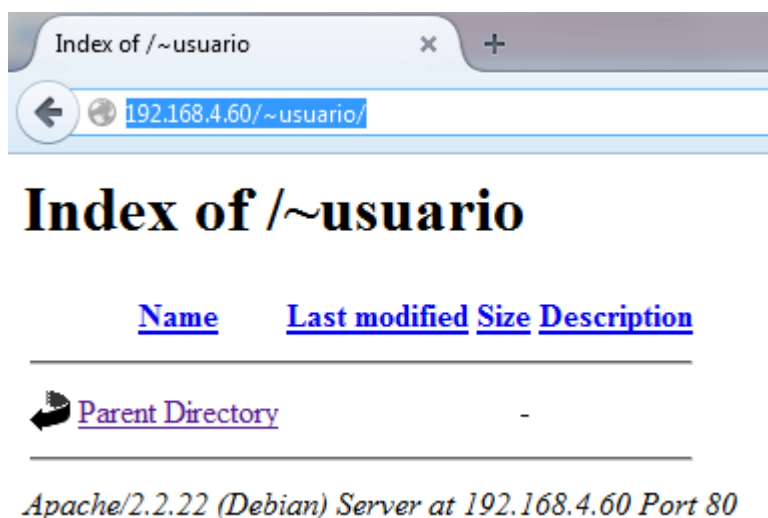 Index of /~usuario
192.168.4.60/~usuario/
Index of /~usuario
Name Last modified Size Description
Parent Directory -
Apache/2.2.22 (Debian) Server at 192.168.4.60 Port 80